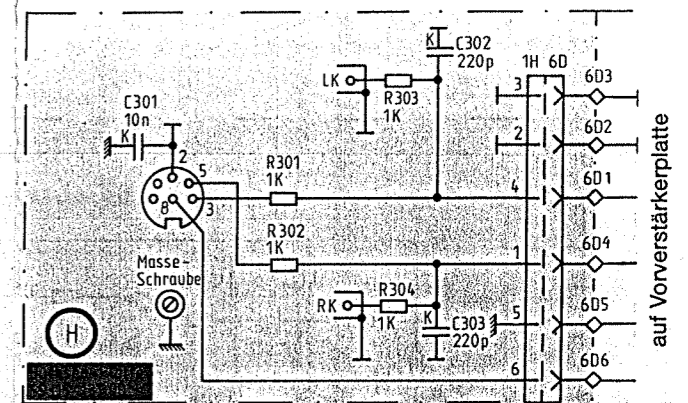 K
C302
220p
1H 6D
LK
R303
1K
3
6D3
C301
10n
K
2
6D2
2
5
R301
1K
4
6D1
8
3
R302
1K
1
6D4
Masse-
Schraube
RK
R304
1K
K
C303
220p
5
6D5
H
6
6D6
auf Vorverstärkerplatte